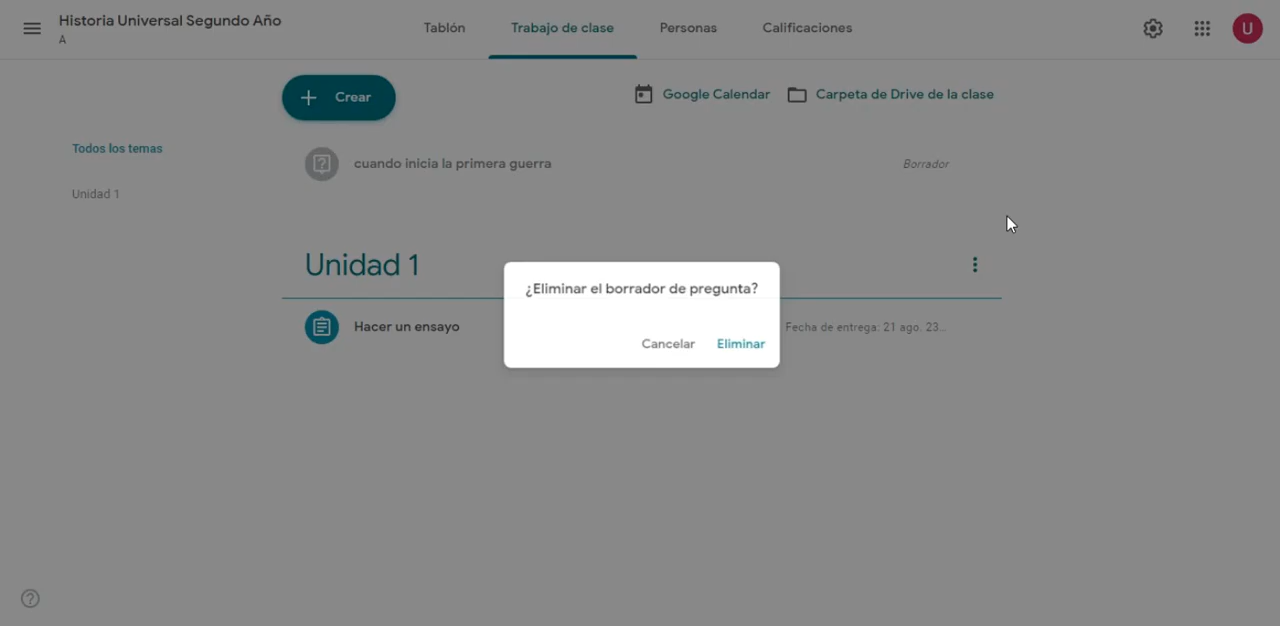 Historia Universal Segundo Año
A
Tablón
Trabajo de clase
Personas
Calificaciones
U
Crear
Google Calendar
Carpeta de Drive de la clase
Todos los temas
Unidad 1
cuando inicia la primera guerra
Borrador
Unidad 1
Hacer un ensayo
Fecha de entrega: 21 ago. 23...
¿Eliminar el borrador de pregunta?
Cancelar
Eliminar